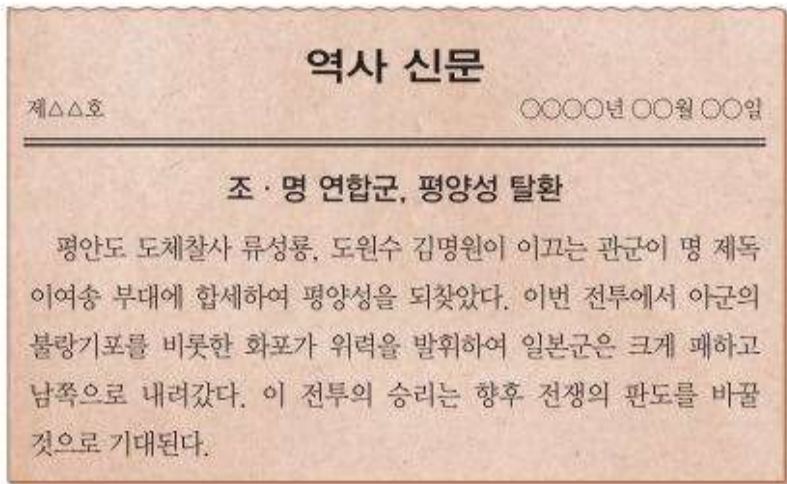 역사 신문
제△△호 ○○○○년 ○○월 ○○일
조·명 연합군, 평양성 탈환
평안도 도체찰사 류성룡, 도원수 김명원이 이끄는 관군이 명 제독
이여송 부대에 합세하여 평양성을 되찾았다. 이번 전투에서 아군의
불랑기포를 비롯한 화포가 위력을 발휘하여 일본군은 크게 패하고
남쪽으로 내려갔다. 이 전투의 승리는 향후 전쟁의 판도를 바꿀
것으로 기대된다.